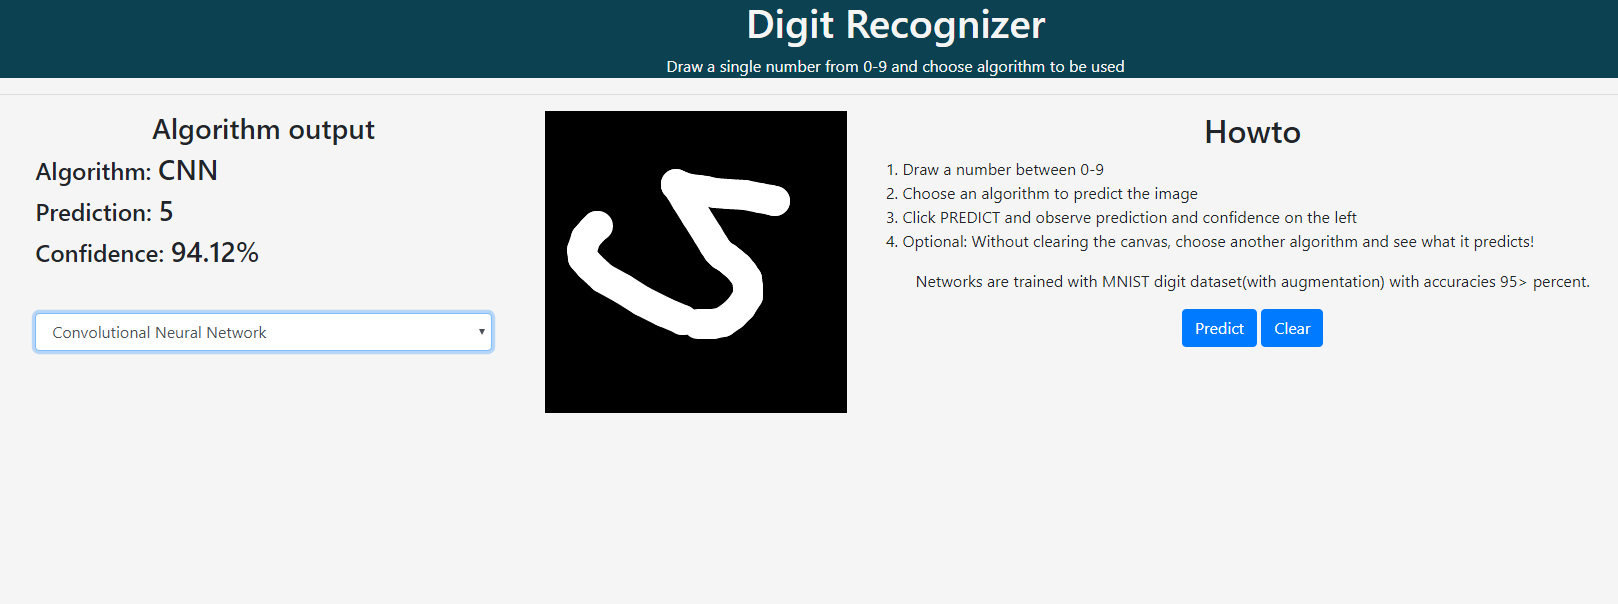 Digit Recognizer
Draw a single number from 0-9 and choose algorithm to be used
Algorithm output
Algorithm: CNN
Prediction: 5
Confidence: 94.12%
Convolutional Neural Network
5
Howto
1. Draw a number between 0-9
2. Choose an algorithm to predict the image
3. Click PREDICT and observe prediction and confidence on the left
4. Optional: Without clearing the canvas, choose another algorithm and see what it predicts!
Networks are trained with MNIST digit dataset(with augmentation) with accuracies 95> percent.
Predict Clear